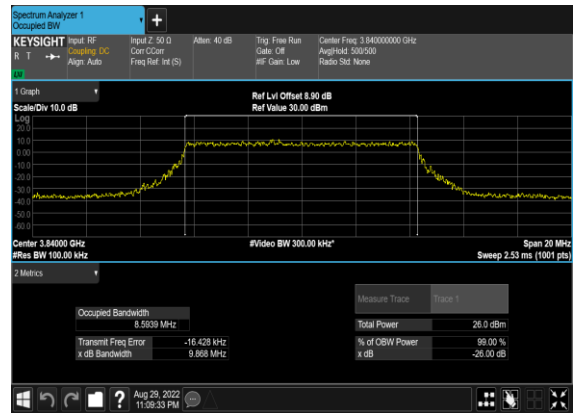 Spectrum Analyzer 1
Occupied BW
+
KEYSIGHT
R T
Input: RF
Coupling: DC
Align: Auto
Input Z: 50 Ω
Corr CCorr
Freq Ref: Int (S)
Atten: 40 dB
Trig: Free Run
Gate: Off
#IF Gain: Low
Center Freq: 3.840000000 GHz
Avg|Hold: 500/500
Radio Std: None
1 Graph
Scale/Div 10.0 dB
Ref Lvl Offset 8.90 dB
Ref Value 30.00 dBm
Log
20.0
10.0
0.00
-10.0
-20.0
-30.0
-40.0
-50.0
-60.0
Center 3.84000 GHz
#Res BW 100.00 kHz
#Video BW 300.00 kHz*
Span 20 MHz
Sweep 2.53 ms (1001 pts)
2 Metrics
Measure Trace
Trace 1
Occupied Bandwidth
8.5939 MHz
Total Power
26.0 dBm
Transmit Freq Error
-16.428 kHz
% of OBW Power
99.00 %
x dB Bandwidth
9.868 MHz
x dB
-26.00 dB
?
Aug 29, 2022
11:09:33 PM